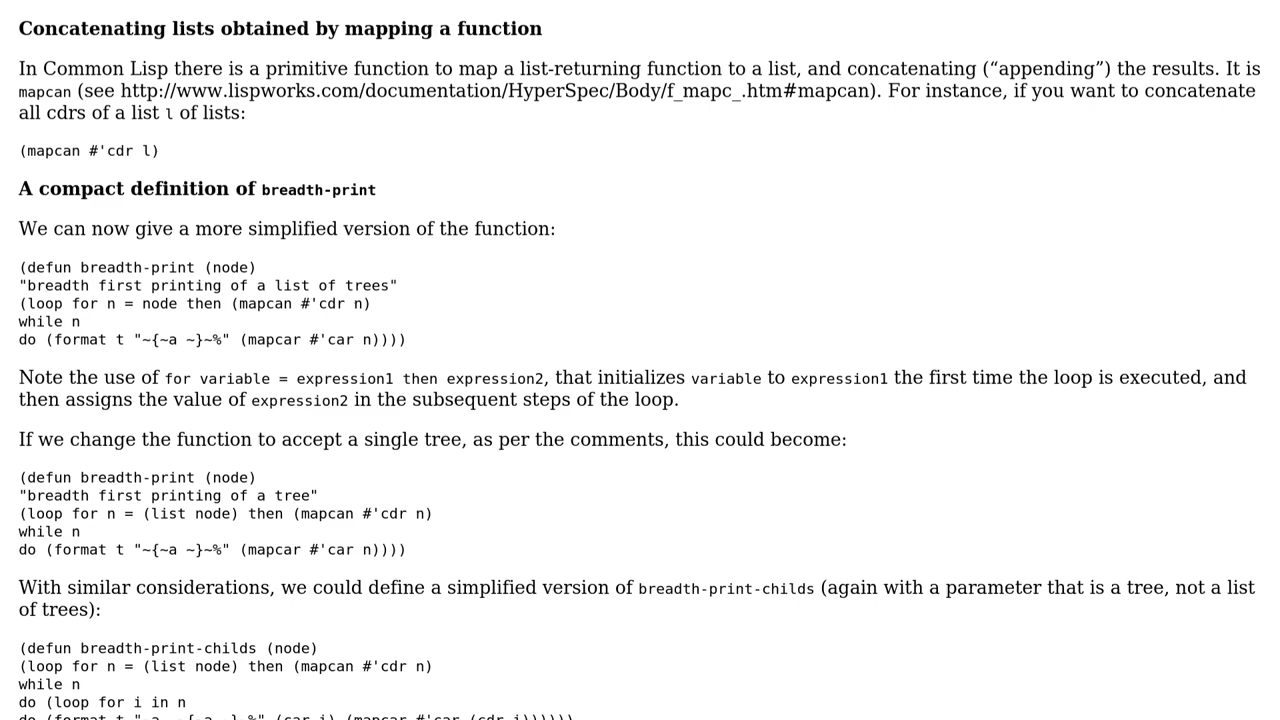 Concatenating lists obtained by mapping a function
In Common Lisp there is a primitive function to map a list-returning function to a list, and concatenating (“appending”) the results. It is
mapcan (see http://www.lispworks.com/documentation/HyperSpec/Body/f_mapc_.htm#mapcan). For instance, if you want to concatenate
all cdrs of a list l of lists:
(mapcan #'cdr l)
A compact definition of breadth-print
We can now give a more simplified version of the function:
(defun breadth-print (node)
"breadth first printing of a list of trees"
(loop for n = node then (mapcan #'cdr n)
while n
do (format t "~{~a ~}~%" (mapcar #'car n))))
Note the use of for variable = expression1 then expression2, that initializes variable to expression1 the first time the loop is executed, and
then assigns the value of expression2 in the subsequent steps of the loop.
If we change the function to accept a single tree, as per the comments, this could become:
(defun breadth-print (node)
"breadth first printing of a tree"
(loop for n = (list node) then (mapcan #'cdr n)
while n
do (format t "~{~a ~}~%" (mapcar #'car n))))
With similar considerations, we could define a simplified version of breadth-print-childs (again with a parameter that is a tree, not a list
of trees):
(defun breadth-print-childs (node)
(loop for n = (list node) then (mapcan #'cdr n)
while n
do (loop for i in n
do (format t "~a ~{~a ~}~%" (car i) (mapcar #'car (cdr i))))))